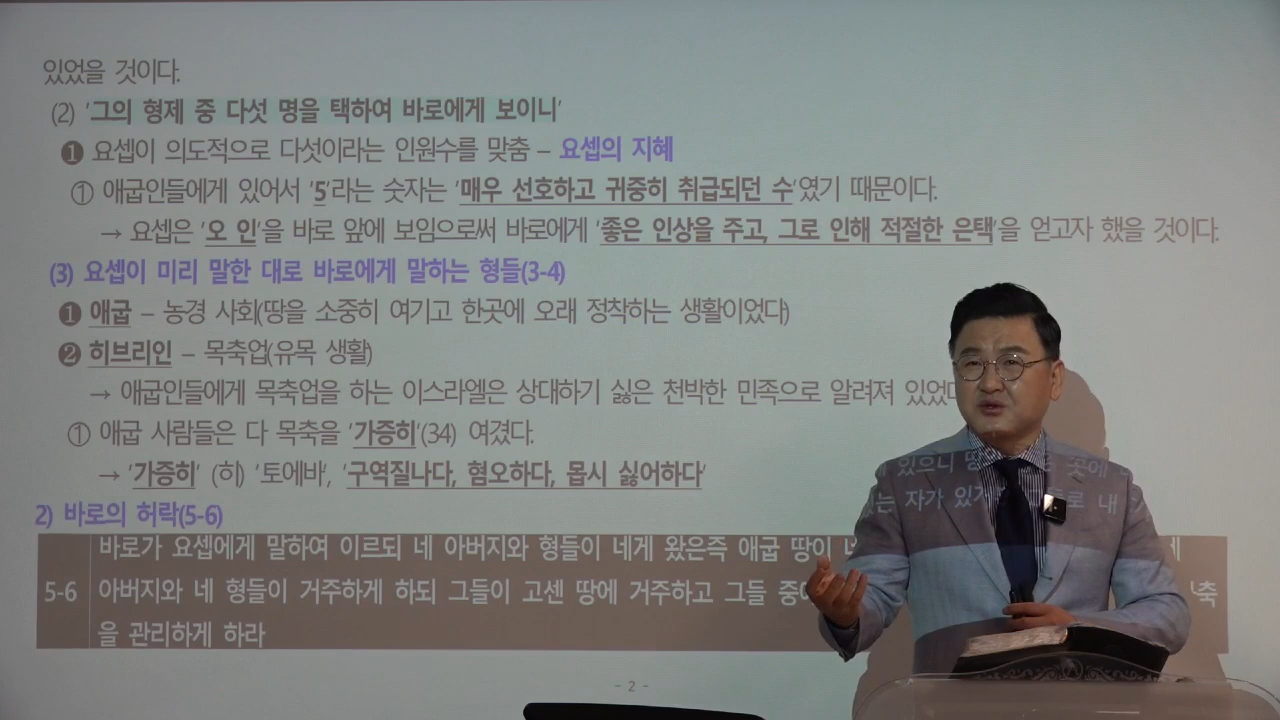 있었을 것이다.
(2) '그의 형제 중 다섯 명을 택하여 바로에게 보이니'
❶ 요셉이 의도적으로 다섯이라는 인원수를 맞춤 – 요셉의 지혜
① 애굽인들에게 있어서 '5'라는 숫자는 '매우 선호하고 귀중히 취급되던 수'였기 때문이다.
→ 요셉은 '오 인'을 바로 앞에 보임으로써 바로에게 '좋은 인상을 주고, 그로 인해 적절한 은택'을 얻고자 했을 것이다.
(3) 요셉이 미리 말한 대로 바로에게 말하는 형들(3-4)
❶ 애굽 – 농경 사회(땅을 소중히 여기고 한곳에 오래 정착하는 생활이었다)
❷ 히브리인 – 목축업(유목 생활)
→ 애굽인들에게 목축업을 하는 이스라엘은 상대하기 싫은 천박한 민족으로 알려져 있었
① 애굽 사람들은 다 목축을 '가증히'(34) 여겼다.
→ '가증히' (히) '토에바', '구역질나다, 혐오하다, 몹시 싫어하다'
2) 바로의 허락(5-6)
바로가 요셉에게 말하여 이르되 네 아버지와 형들이 네게 왔은즉 애굽 땅이 네 있으니 땅 곳에 네
5-6 아버지와 네 형들이 거주하게 하되 그들이 고센 땅에 거주하고 그들 중에 있는 자가 있거든 로 내 축
을 관리하게 하라
- 2 -